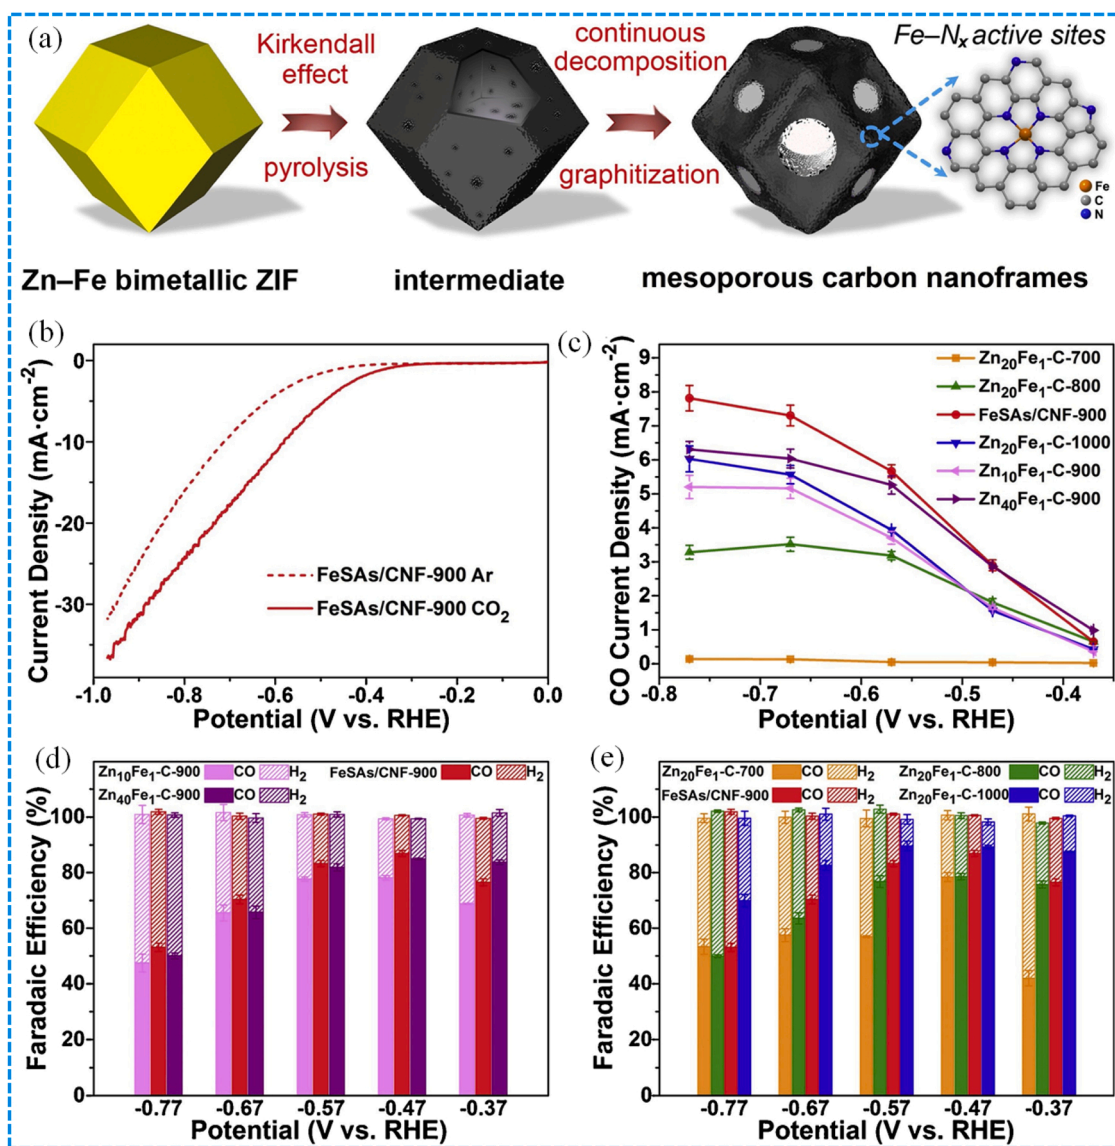 (a)
Kirkendall effect
pyrolysis
continuous decomposition
graphitization
Fe–Nₓ active sites
Fe
C
N
Zn–Fe bimetallic ZIF
intermediate
mesoporous carbon nanoframes
(b)
Current Density (mA·cm⁻²)
0
-10
-20
-30
FeSAs/CNF-900 Ar
FeSAs/CNF-900 CO₂
-1.0 -0.8 -0.6 -0.4 -0.2 0.0
Potential (V vs. RHE)
(c)
CO Current Density (mA·cm⁻²)
9
8
7
6
5
4
3
2
1
0
Zn₂₀Fe₁-C-700
Zn₂₀Fe₁-C-800
FeSAs/CNF-900
Zn₂₀Fe₁-C-1000
Zn₁₀Fe₁-C-900
Zn₄₀Fe₁-C-900
-0.8 -0.7 -0.6 -0.5 -0.4
Potential (V vs. RHE)
(d)
Faradaic Efficiency (%)
Zn₁₀Fe₁-C-900 CO H₂ FeSAs/CNF-900 CO H₂
Zn₄₀Fe₁-C-900 CO H₂
100
80
60
40
20
0
-0.77 -0.67 -0.57 -0.47 -0.37
Potential (V vs. RHE)
(e)
Faradaic Efficiency (%)
Zn₂₀Fe₁-C-700 CO H₂ Zn₂₀Fe₁-C-800 CO H₂
FeSAs/CNF-900 CO H₂ Zn₂₀Fe₁-C-1000 CO H₂
100
80
60
40
20
0
-0.77 -0.67 -0.57 -0.47 -0.37
Potential (V vs. RHE)